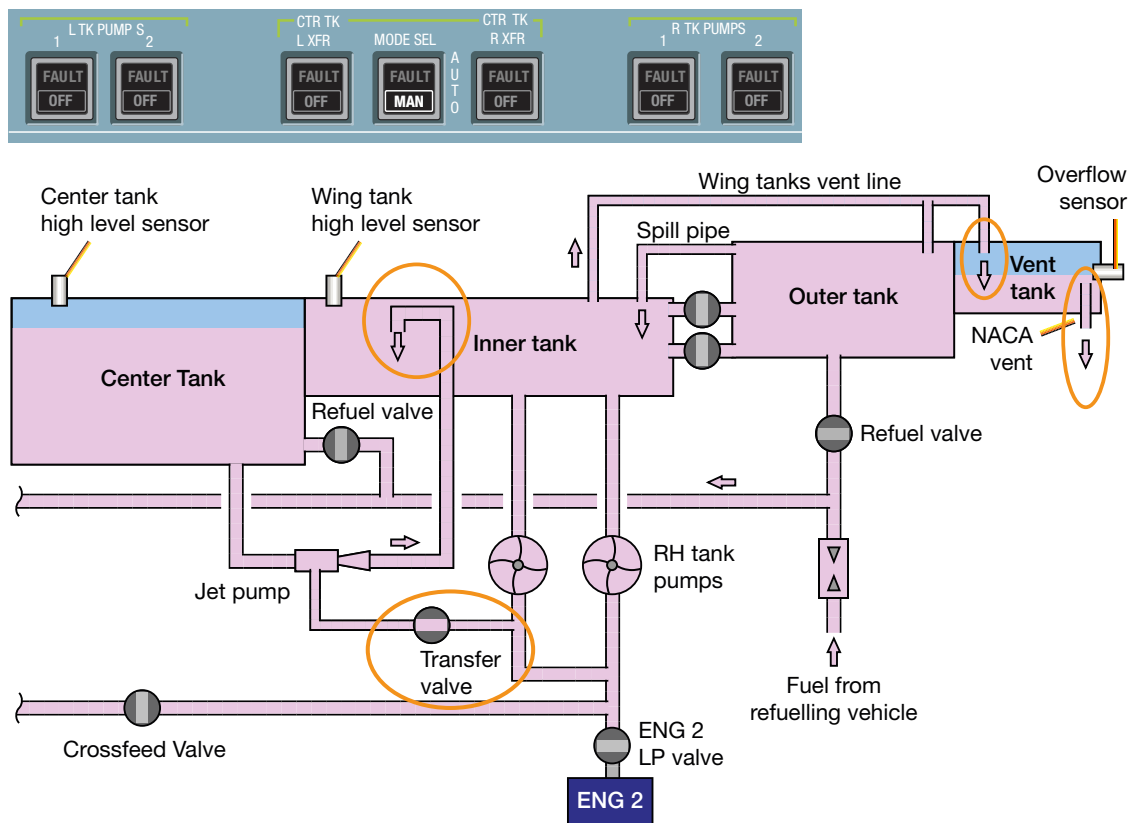 L TK PUMP S
1 2
FAULT
OFF
FAULT
OFF
CTR TK
L XFR
FAULT
OFF
MODE SEL
FAULT
MAN
AUTO
CTR TK
R XFR
FAULT
OFF
R TK PUMPS
1 2
FAULT
OFF
FAULT
OFF
Center tank
high level sensor
Wing tank
high level sensor
Wing tanks vent line
Overflow
sensor
Spill pipe
Vent
tank
Outer tank
Inner tank
NACA
vent
Center Tank
Refuel valve
Refuel valve
Jet pump
RH tank
pumps
Transfer
valve
Fuel from
refuelling vehicle
Crossfeed Valve
ENG 2
LP valve
ENG 2